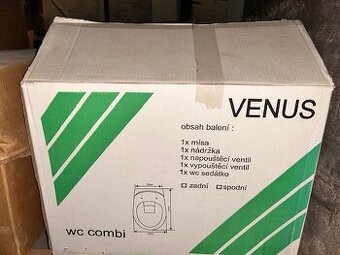 VENUS
obsah balení :
1x mísa
1x nádržka
1x napouštěcí ventil
1x vypouštěcí ventil
1x wc sedátko
zadní spodní
wc combi